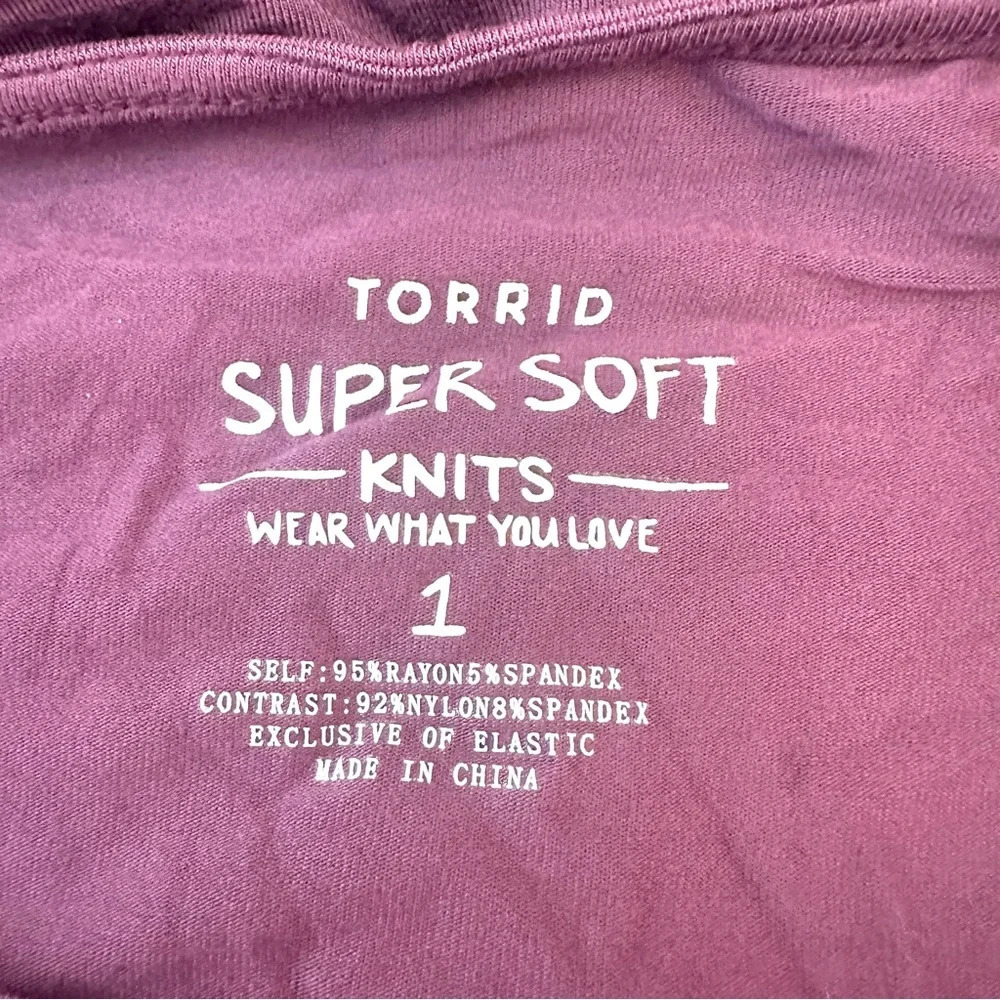 TORRID
SUPER SOFT
KNITS
WEAR WHAT YOU LOVE
1
SELF:95%RAYON5%SPANDEX
CONTRAST:92%NYLON8%SPANDEX
EXCLUSIVE OF ELASTIC
MADE IN CHINA